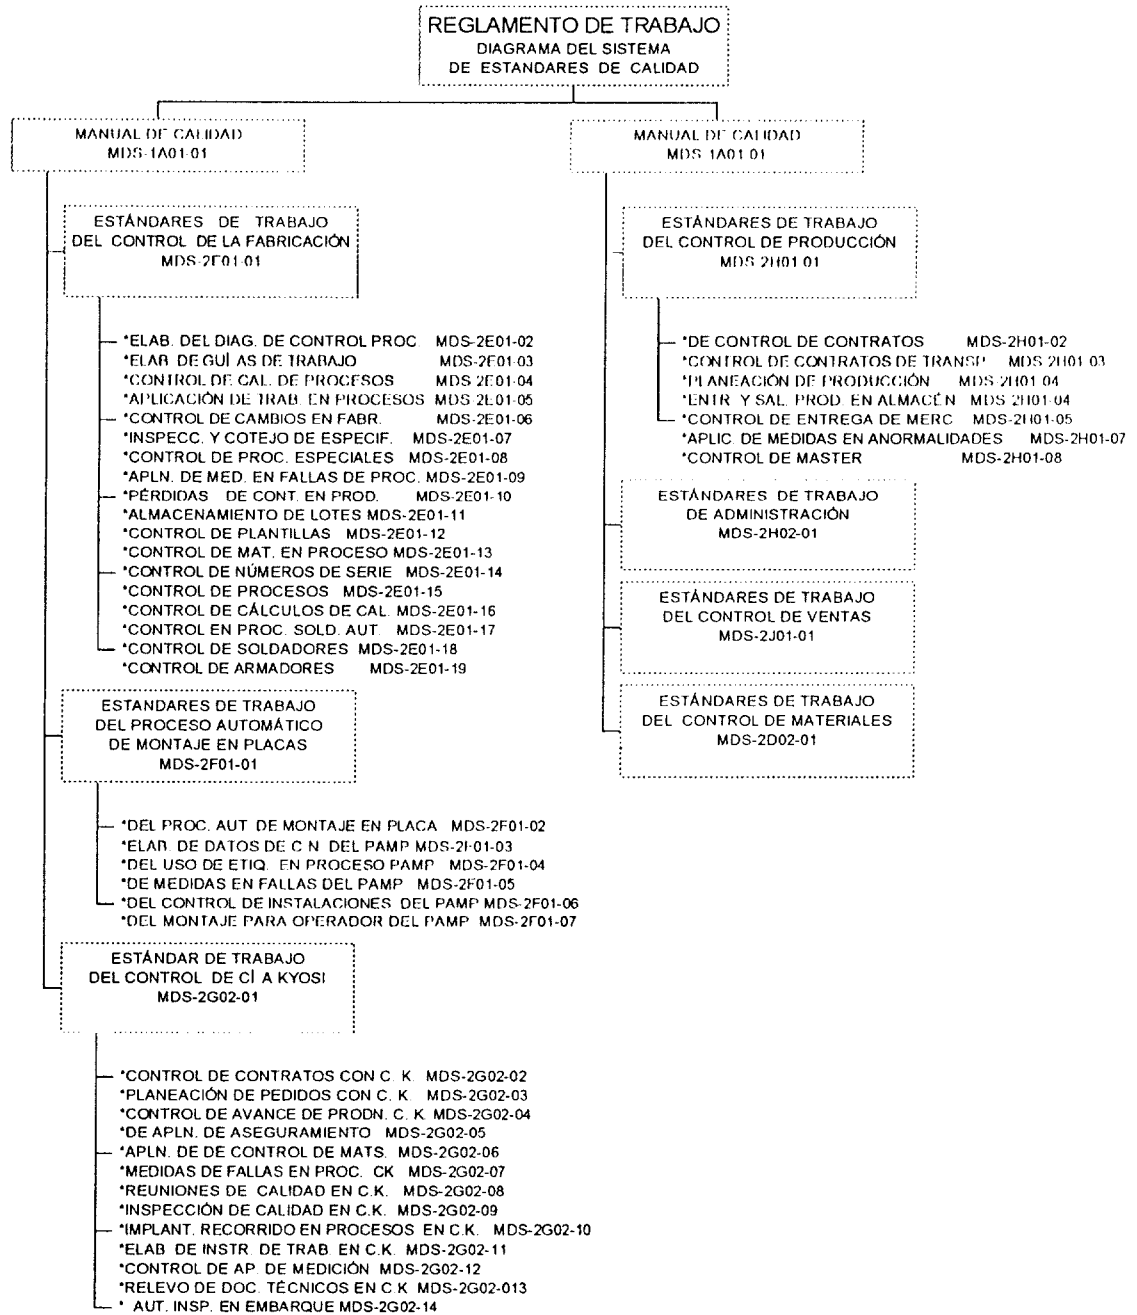 REGLAMENTO DE TRABAJO
DIAGRAMA DEL SISTEMA
DE ESTANDARES DE CALIDAD
MANUAL DE CALIDAD
MDS-1A01-01
ESTÁNDARES DE TRABAJO
DEL CONTROL DE LA FABRICACIÓN
MDS-2E01-01
*ELAB. DEL DIAG. DE CONTROL PROC. MDS-2E01-02
*ELAB. DE GUÍ AS DE TRABAJO MDS-2E01-03
*CONTROL DE CAL. DE PROCESOS MDS 2E01-04
*APLICACIÓN DE TRAB. EN PROCESOS MDS-2E01-05
*CONTROL DE CAMBIOS EN FABR. MDS-2E01-06
*INSPECC. Y COTEJO DE ESPECIF. MDS-2E01-07
*CONTROL DE PROC. ESPECIALES MDS-2E01-08
*APLN. DE MED. EN FALLAS DE PROC. MDS-2E01-09
*PÉRDIDAS DE CONT. EN PROD. MDS-2E01-10
*ALMACENAMIENTO DE LOTES MDS-2E01-11
*CONTROL DE PLANTILLAS MDS-2E01-12
*CONTROL DE MAT. EN PROCESO MDS-2E01-13
*CONTROL DE NÚMEROS DE SERIE MDS-2E01-14
*CONTROL DE PROCESOS MDS-2E01-15
*CONTROL DE CÁLCULOS DE CAL. MDS-2E01-16
*CONTROL EN PROC. SOLD. AUT. MDS-2E01-17
*CONTROL DE SOLDADORES MDS-2E01-18
*CONTROL DE ARMADORES MDS-2E01-19
ESTANDARES DE TRABAJO
DEL PROCESO AUTOMÁTICO
DE MONTAJE EN PLACAS
MDS-2F01-01
*DEL PROC. AUT. DE MONTAJE EN PLACA MDS-2F01-02
*ELAB. DE DATOS DE C N DEL PAMP MDS-2F01-03
*DEL USO DE ETIQ. EN PROCESO PAMP MDS-2F01-04
*DE MEDIDAS EN FALLAS DEL PAMP MDS-2F01-05
*DEL CONTROL DE INSTALACIONES DEL PAMP MDS-2F01-06
*DEL MONTAJE PARA OPERADOR DEL PAMP MDS-2F01-07
ESTÁNDAR DE TRABAJO
DEL CONTROL DE CÍ A KYOSI
MDS-2G02-01
*CONTROL DE CONTRATOS CON C. K. MDS-2G02-02
*PLANEACIÓN DE PEDIDOS CON C. K. MDS-2G02-03
*CONTROL DE AVANCE DE PRODN. C. K. MDS-2G02-04
*DE APLN. DE ASEGURAMIENTO MDS-2G02-05
*APLN. DE DE CONTROL DE MATS. MDS-2G02-06
*MEDIDAS DE FALLAS EN PROC. CK MDS-2G02-07
*REUNIONES DE CALIDAD EN C.K. MDS-2G02-08
*INSPECCIÓN DE CALIDAD EN C.K. MDS-2G02-09
*IMPLANT. RECORRIDO EN PROCESOS EN C.K. MDS-2G02-10
*ELAB DE INSTR. DE TRAB. EN C.K. MDS-2G02-11
*CONTROL DE AP. DE MEDICIÓN MDS-2G02-12
*RELEVO DE DOC. TÉCNICOS EN C.K MDS-2G02-013
* AUT. INSP. EN EMBARQUE MDS-2G02-14
MANUAL DE CALIDAD
MDS-1A01-01
ESTÁNDARES DE TRABAJO
DEL CONTROL DE PRODUCCIÓN
MDS 2H01-01
*DE CONTROL DE CONTRATOS MDS-2H01-02
*CONTROL DE CONTRATOS DE TRANSP. MDS 2H01-03
*PLANEACIÓN DE PRODUCCIÓN MDS 2H01 04
*ENTR. Y SAL. PROD. EN ALMACÉN MDS 2H01-04
*CONTROL DE ENTREGA DE MERC MDS-2H01-05
*APLIC. DE MEDIDAS EN ANORMALIDADES MDS-2H01-07
*CONTROL DE MASTER MDS-2H01-08
ESTÁNDARES DE TRABAJO
DE ADMINISTRACIÓN
MDS-2H02-01
ESTÁNDARES DE TRABAJO
DEL CONTROL DE VENTAS
MDS-2J01-01
ESTÁNDARES DE TRABAJO
DEL CONTROL DE MATERIALES
MDS-2D02-01